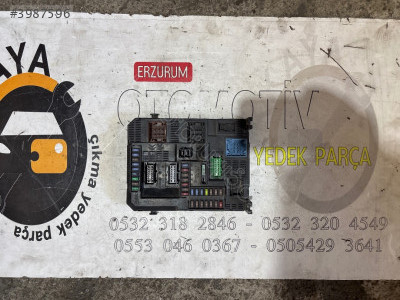 #3987596
AYA
ERZURUM
OTOMOTİV
YEDEK PARÇA
çıkma yedek parça
0532 318 2846 - 0532 320 4549
0553 046 0367 - 0505429 3641